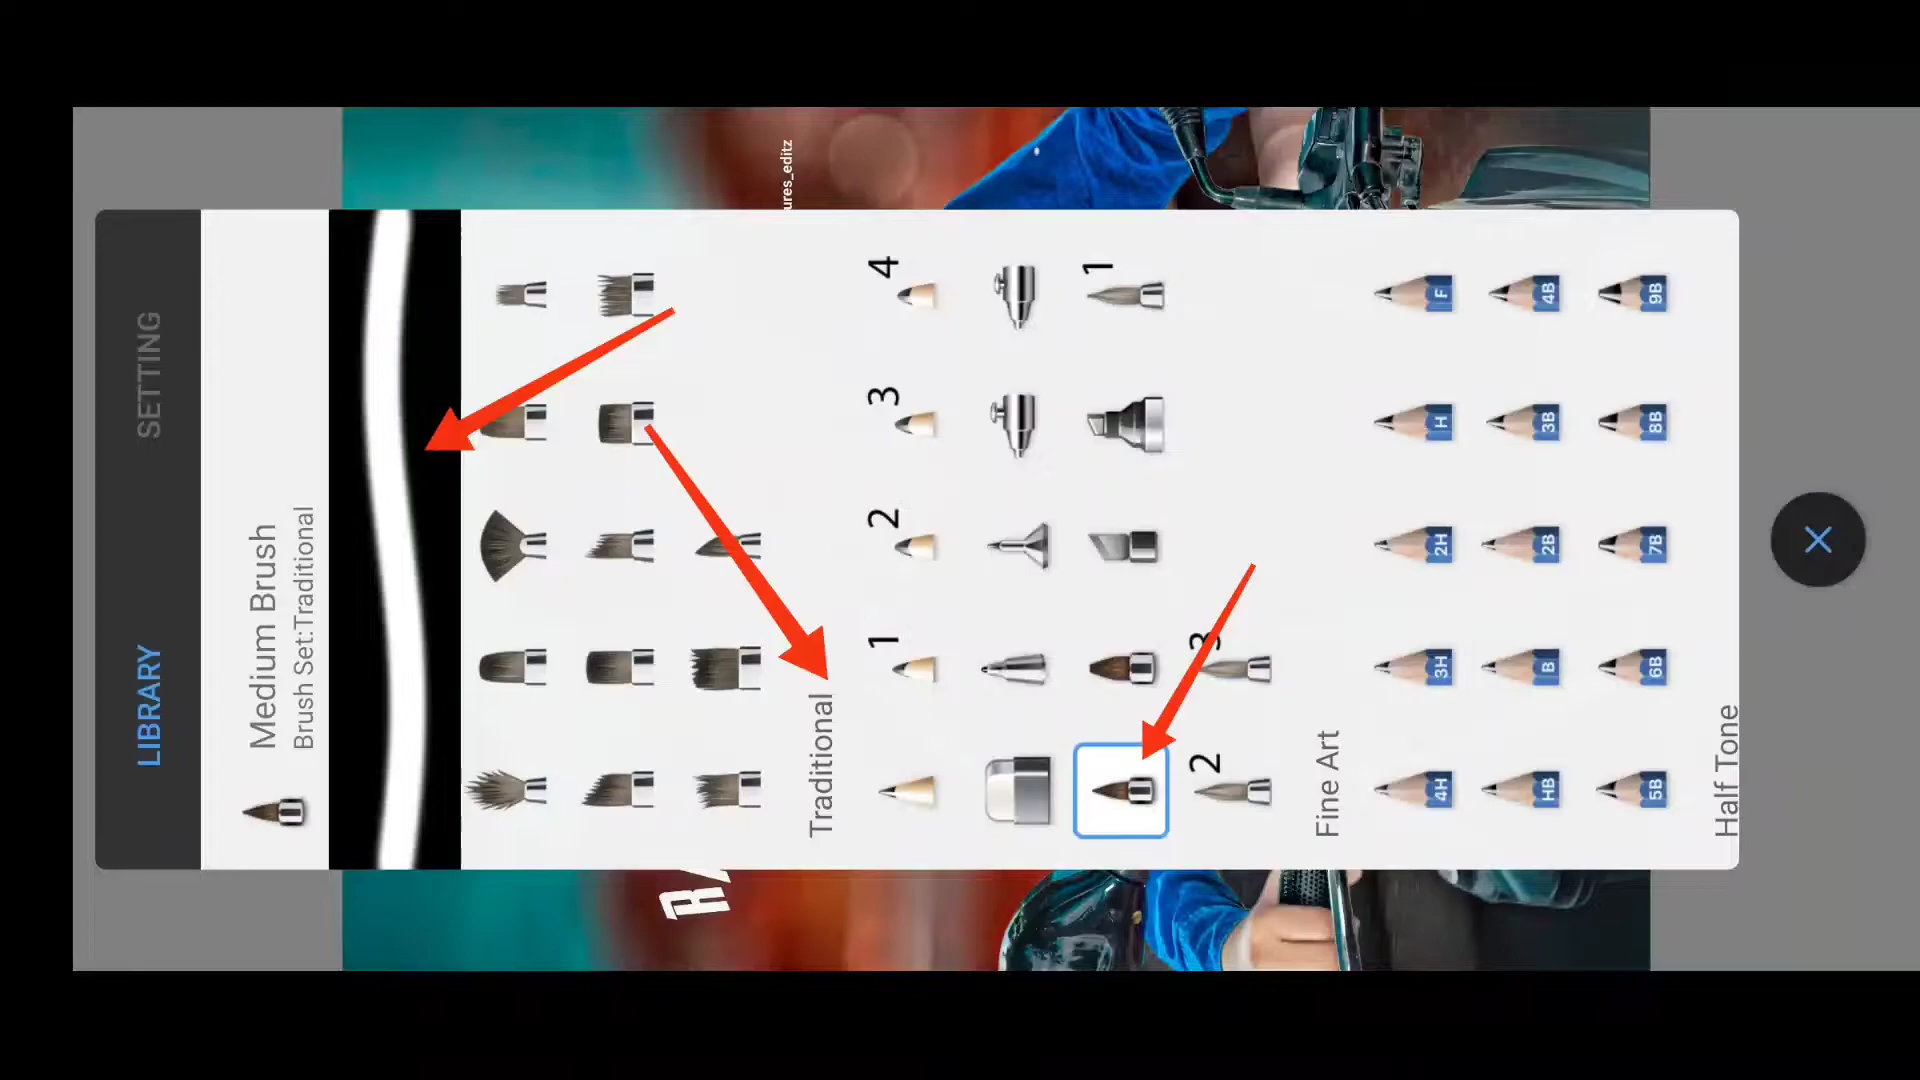 LIBRARY SETTING
Medium Brush
Brush Set:Traditional
Traditional
1 2 3 4
1
2 3
Fine Art
4H 3H 2H H F
HB B 2B 3B 4B
5B 6B 7B 8B 9B
Half Tone
ures_editz